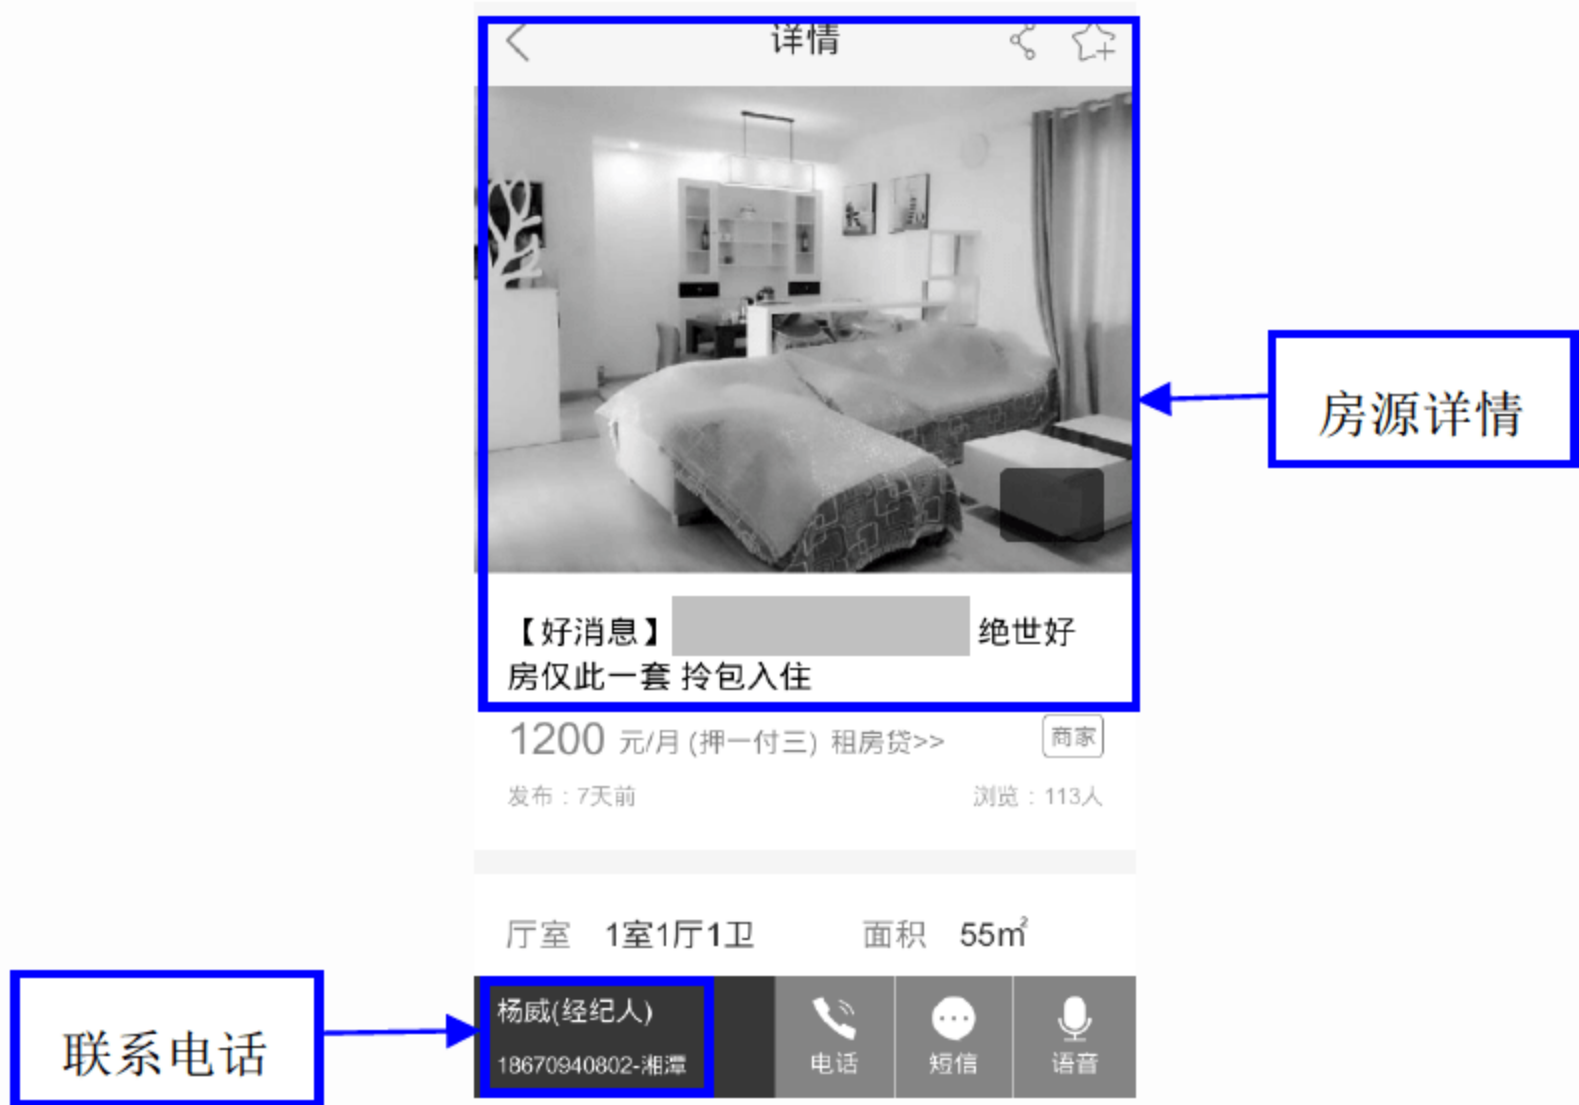 详情
房源详情
【好消息】 绝世好
房仅此一套 拎包入住
1200 元/月 (押一付三) 租房贷>> 商家
发布：7天前 浏览：113人
厅室 1室1厅1卫 面积 55㎡
联系电话
杨威(经纪人)
18670940802-湘潭
电话 短信 语音